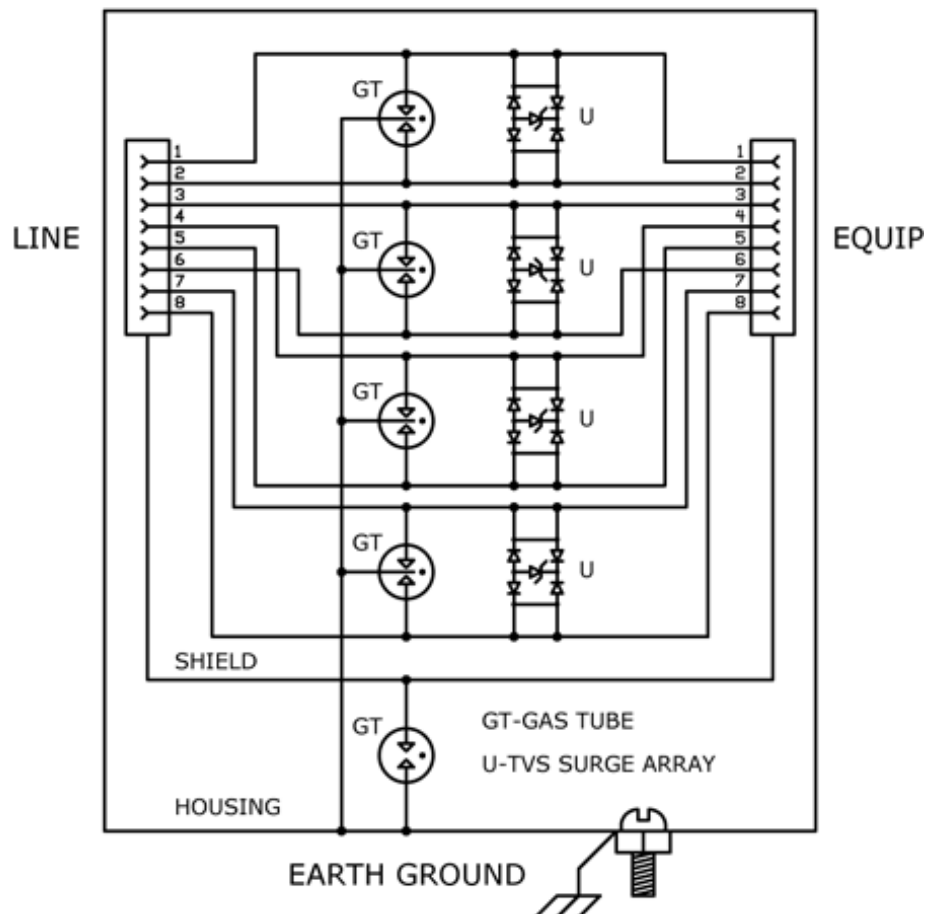 GT
U
1 1
2 2
3 3
4 4
LINE GT U EQUIP
5 5
6 6
7 7
8 8
GT
U
GT
U
SHIELD
GT
GT-GAS TUBE
U-TVS SURGE ARRAY
HOUSING
EARTH GROUND